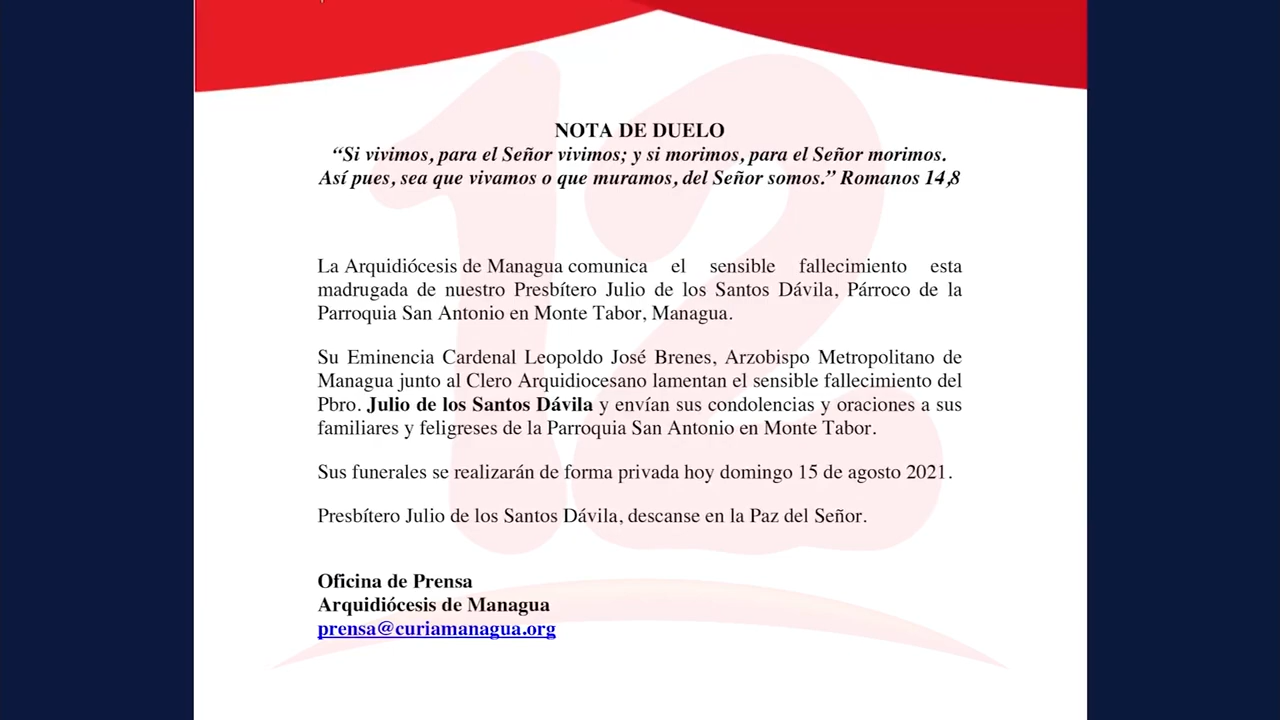 NOTA DE DUELO
“Si vivimos, para el Señor vivimos; y si morimos, para el Señor morimos.
Así pues, sea que vivamos o que muramos, del Señor somos.” Romanos 14,8
La Arquidiócesis de Managua comunica el sensible fallecimiento esta
madrugada de nuestro Presbítero Julio de los Santos Dávila, Párroco de la
Parroquia San Antonio en Monte Tabor, Managua.
Su Eminencia Cardenal Leopoldo José Brenes, Arzobispo Metropolitano de
Managua junto al Clero Arquidiocesano lamentan el sensible fallecimiento del
Pbro. Julio de los Santos Dávila y envían sus condolencias y oraciones a sus
familiares y feligreses de la Parroquia San Antonio en Monte Tabor.
Sus funerales se realizarán de forma privada hoy domingo 15 de agosto 2021.
Presbítero Julio de los Santos Dávila, descanse en la Paz del Señor.
Oficina de Prensa
Arquidiócesis de Managua
prensa@curiamanagua.org
12